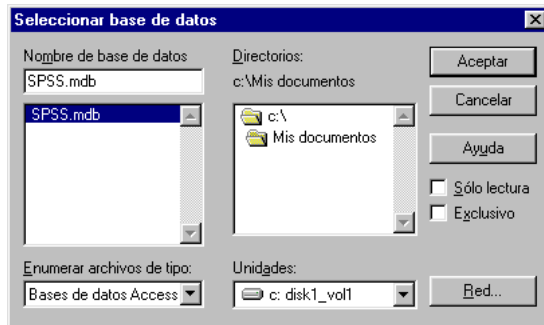 Seleccionar base de datos
Nombre de base de datos
SPSS.mdb
SPSS.mdb
Directorios:
c:\Mis documentos
c:\
Mis documentos
Aceptar
Cancelar
Ayuda
Sólo lectura
Exclusivo
Enumerar archivos de tipo:
Bases de datos Access
Unidades:
c: disk1_vol1
Red...